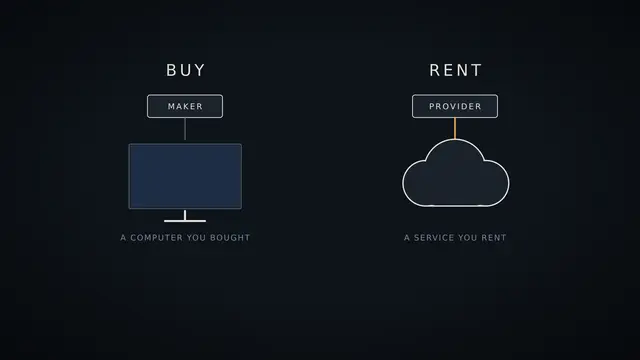 BUY
RENT
MAKER
PROVIDER
A COMPUTER YOU BOUGHT
A SERVICE YOU RENT